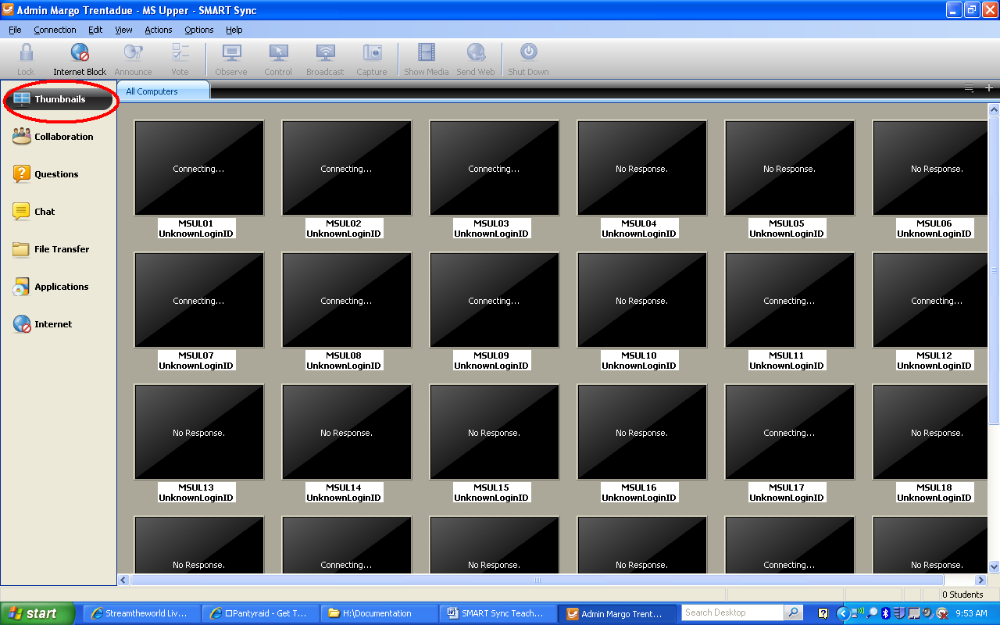 Admin Margo Trentadue - MS Upper - SMART Sync
File Connection Edit View Actions Options Help
Lock Internet Block Announce Vote Observe Control Broadcast Capture Show Media Send Web Shut Down
Thumbnails
Collaboration
Questions
Chat
File Transfer
Applications
Internet
All Computers
Connecting... Connecting... Connecting... No Response. No Response. No Response.
MSUL01 MSUL02 MSUL03 MSUL04 MSUL05 MSUL06
UnknownLoginID UnknownLoginID UnknownLoginID UnknownLoginID UnknownLoginID UnknownLoginID
Connecting... Connecting... Connecting... No Response. Connecting... Connecting...
MSUL07 MSUL08 MSUL09 MSUL10 MSUL11 MSUL12
UnknownLoginID UnknownLoginID UnknownLoginID UnknownLoginID UnknownLoginID UnknownLoginID
No Response. No Response. No Response. No Response. Connecting... No Response.
MSUL13 MSUL14 MSUL15 MSUL16 MSUL17 MSUL18
UnknownLoginID UnknownLoginID UnknownLoginID UnknownLoginID UnknownLoginID UnknownLoginID
No Response. Connecting... No Response. No Response. Connecting... No Response.
0 Students
start Streamtheworld Liv... □Pantyraid - Get T... H:\Documentation SMART Sync Teach... Admin Margo Trent... Search Desktop 9:53 AM